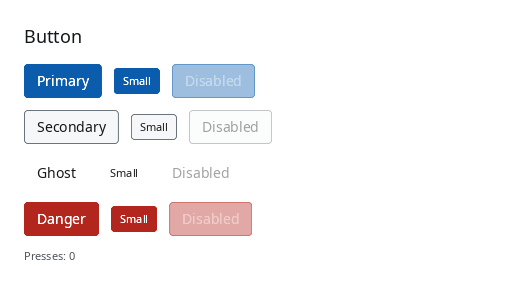 Button
Primary Small Disabled
Secondary Small Disabled
Ghost Small Disabled
Danger Small Disabled
Presses: 0